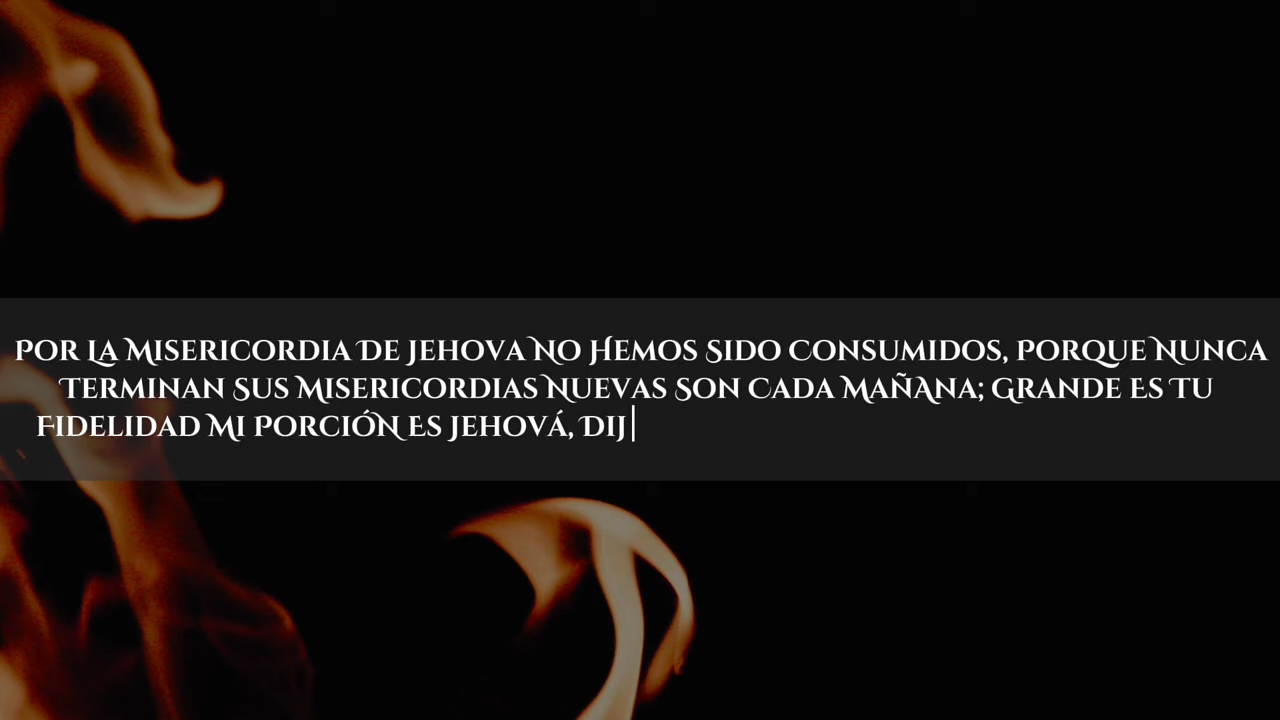 Por La Misericordia De Jehova No Hemos Sido Consumidos, Porque Nunca
Terminan Sus Misericordias Nuevas Son Cada Mañana; Grande Es Tu
Fidelidad Mi Porción Es Jehová, Dij